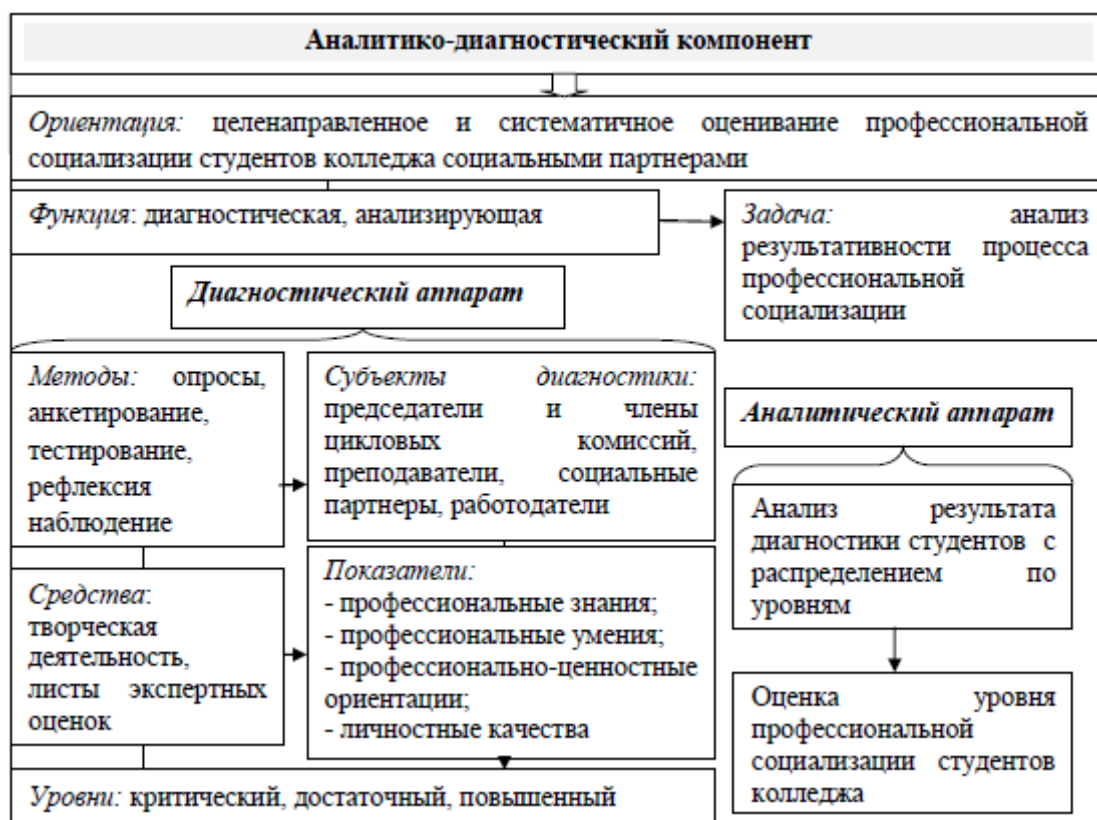 Аналитико-диагностический компонент
Ориентация: целенаправленное и систематичное оценивание профессиональной
социализации студентов колледжа социальными партнерами
Функция: диагностическая, анализирующая
Задача: анализ
результативности процесса
профессиональной
социализации
Диагностический аппарат
Методы: опросы,
анкетирование,
тестирование,
рефлексия
наблюдение
Субъекты диагностики:
председатели и члены
цикловых комиссий,
преподаватели, социальные
партнеры, работодатели
Средства:
творческая
деятельность,
листы экспертных
оценок
Показатели:
- профессиональные знания;
- профессиональные умения;
- профессионально-ценностные
ориентации;
- личностные качества
Уровни: критический, достаточный, повышенный
Аналитический аппарат
Анализ результата
диагностики студентов с
распределением по
уровням
Оценка уровня
профессиональной
социализации студентов
колледжа